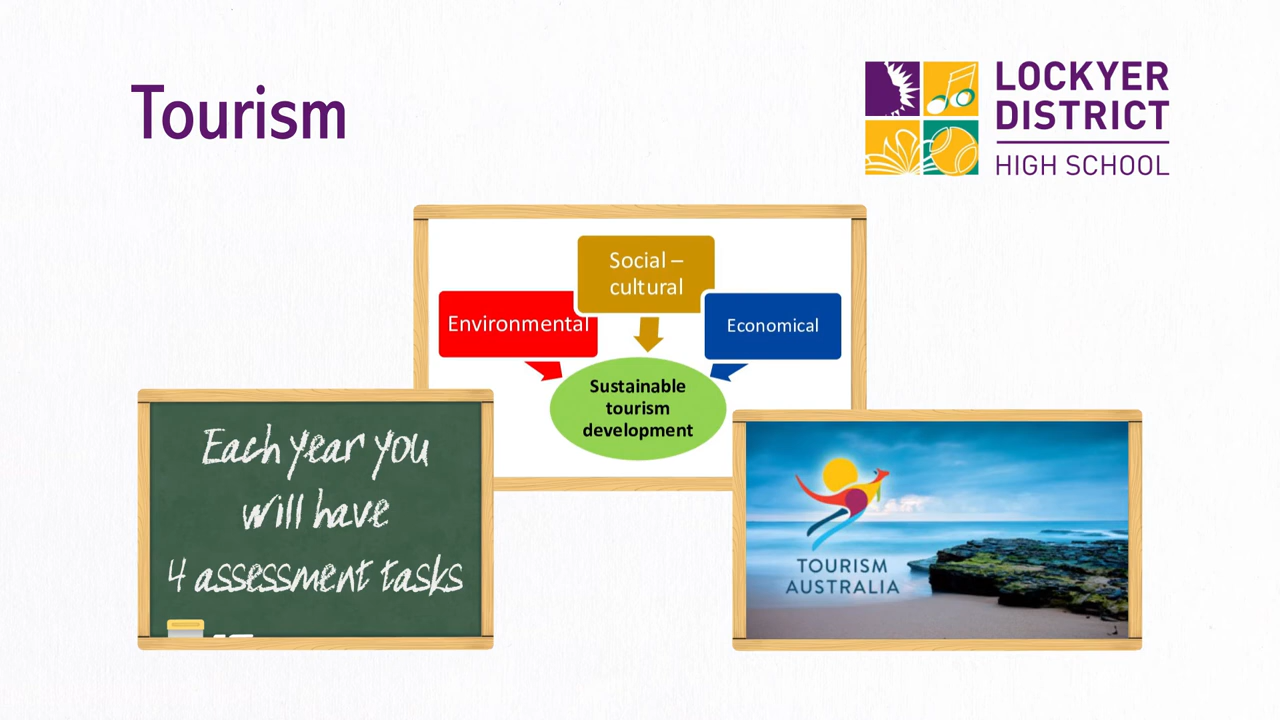 Tourism
LOCKYER
DISTRICT
HIGH SCHOOL
Social –
cultural
Environmental
Economical
Sustainable
tourism
development
Each year you
will have
4 assessment tasks
TOURISM
AUSTRALIA